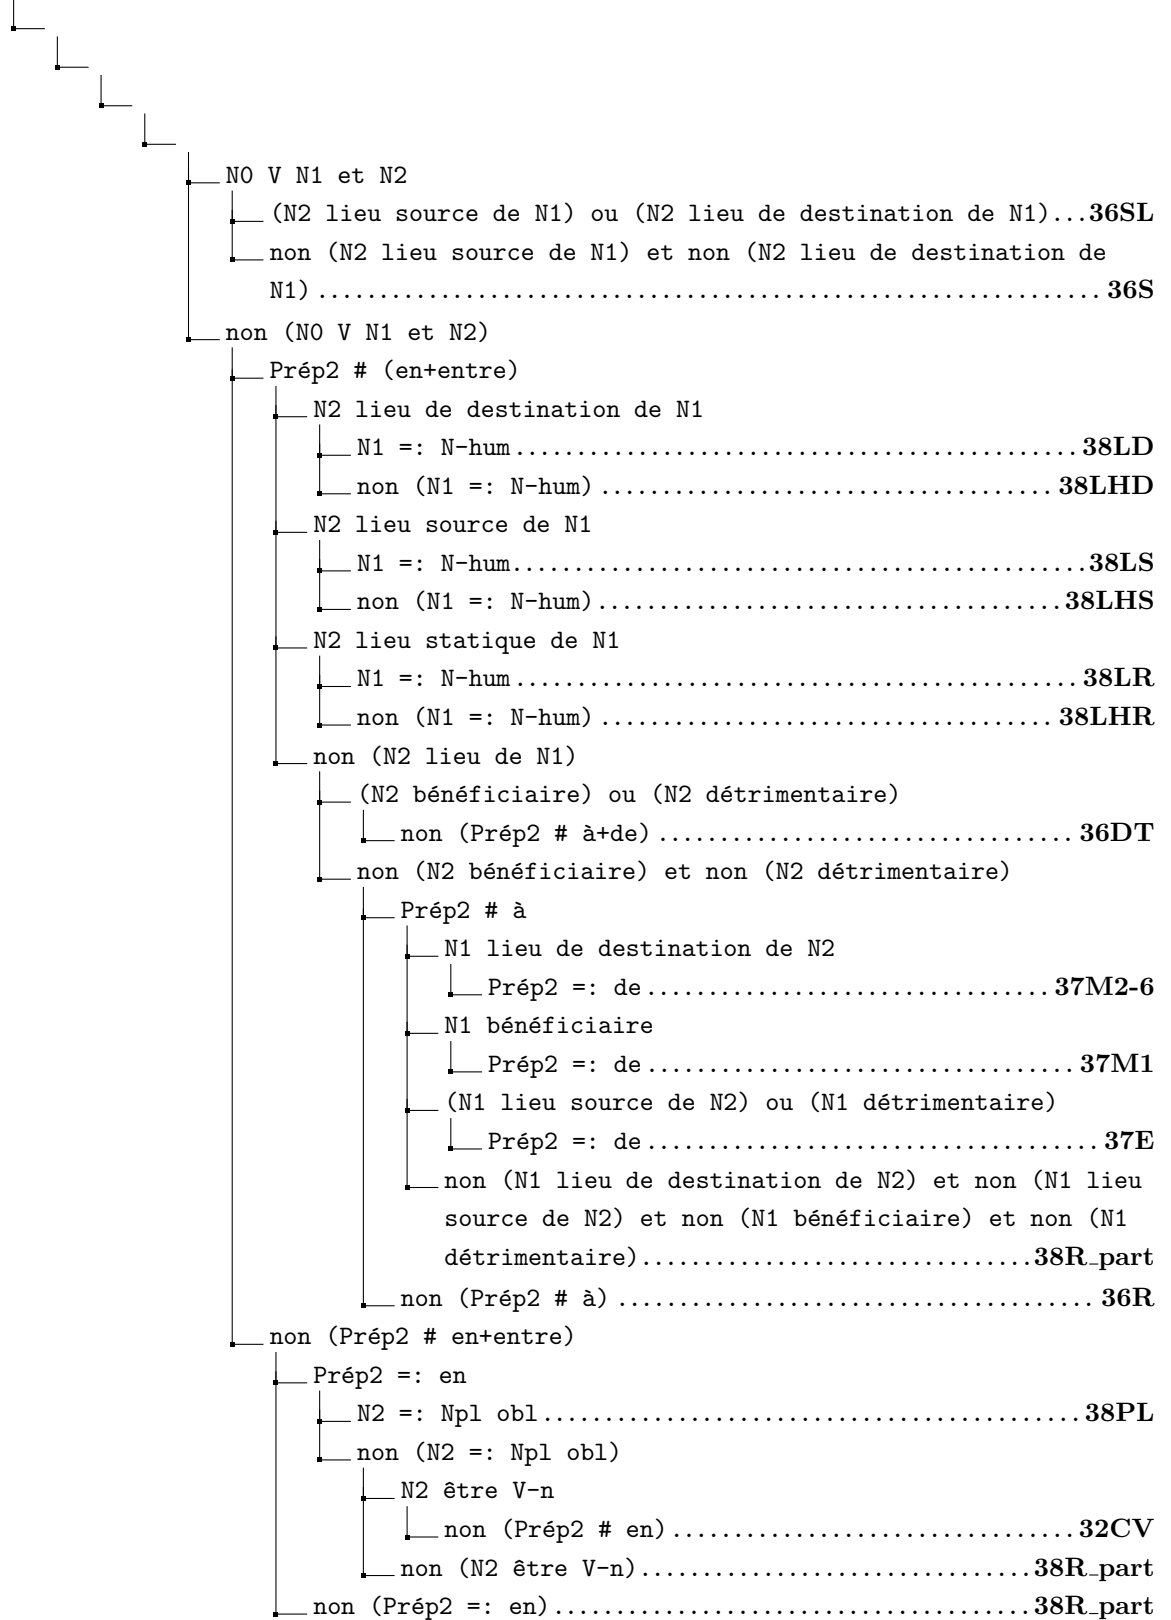 N0 V N1 et N2
(N2 lieu source de N1) ou (N2 lieu de destination de N1)...36SL
non (N2 lieu source de N1) et non (N2 lieu de destination de
N1)................................................................36S
non (N0 V N1 et N2)
Prép2 # (en+entre)
N2 lieu de destination de N1
N1 =: N-hum..............................................38LD
non (N1 =: N-hum).....................................38LHD
N2 lieu source de N1
N1 =: N-hum...............................................38LS
non (N1 =: N-hum)......................................38LHS
N2 lieu statique de N1
N1 =: N-hum..............................................38LR
non (N1 =: N-hum).....................................38LHR
non (N2 lieu de N1)
(N2 bénéficiaire) ou (N2 détrimentaire)
non (Prép2 # à+de)..................................36DT
non (N2 bénéficiaire) et non (N2 détrimentaire)
Prép2 # à
N1 lieu de destination de N2
Prép2 =: de.................................37M2-6
N1 bénéficiaire
Prép2 =: de...................................37M1
(N1 lieu source de N2) ou (N1 détrimentaire)
Prép2 =: de.....................................37E
non (N1 lieu de destination de N2) et non (N1 lieu
source de N2) et non (N1 bénéficiaire) et non (N1
détrimentaire)................................38R_part
non (Prép2 # à).......................................36R
non (Prép2 # en+entre)
Prép2 =: en
N2 =: Npl obl............................................38PL
non (N2 =: Npl obl)
N2 être V-n
non (Prép2 # en).................................32CV
non (N2 être V-n)................................38R_part
non (Prép2 =: en).......................................38R_part